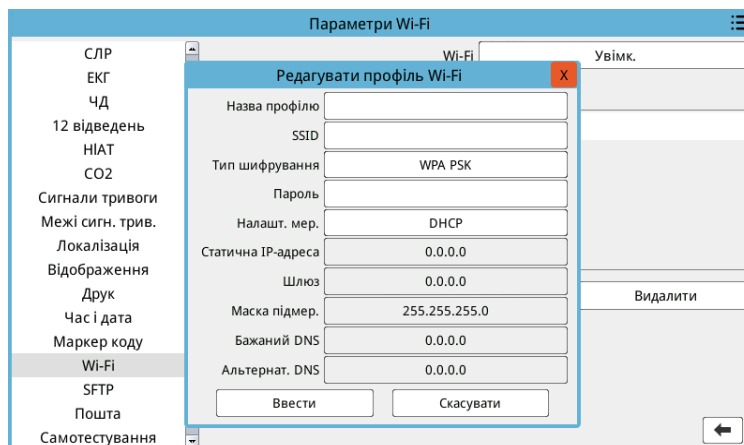 Параметри Wi-Fi
СЛР
ЕКГ
ЧД
12 відведень
НІАТ
CO2
Сигнали тривоги
Межі сигн. трив.
Локалізація
Відображення
Друк
Час і дата
Маркер коду
Wi-Fi
SFTP
Пошта
Самотестування
Wi-Fi Увімк.
Редагувати профіль Wi-Fi X
Назва профілю
SSID
Тип шифрування WPA PSK
Пароль
Налашт. мер. DHCP
Статична IP-адреса 0.0.0.0
Шлюз 0.0.0.0
Маска підмер. 255.255.255.0
Бажаний DNS 0.0.0.0
Альтернат. DNS 0.0.0.0
Ввести Скасувати
Видалити